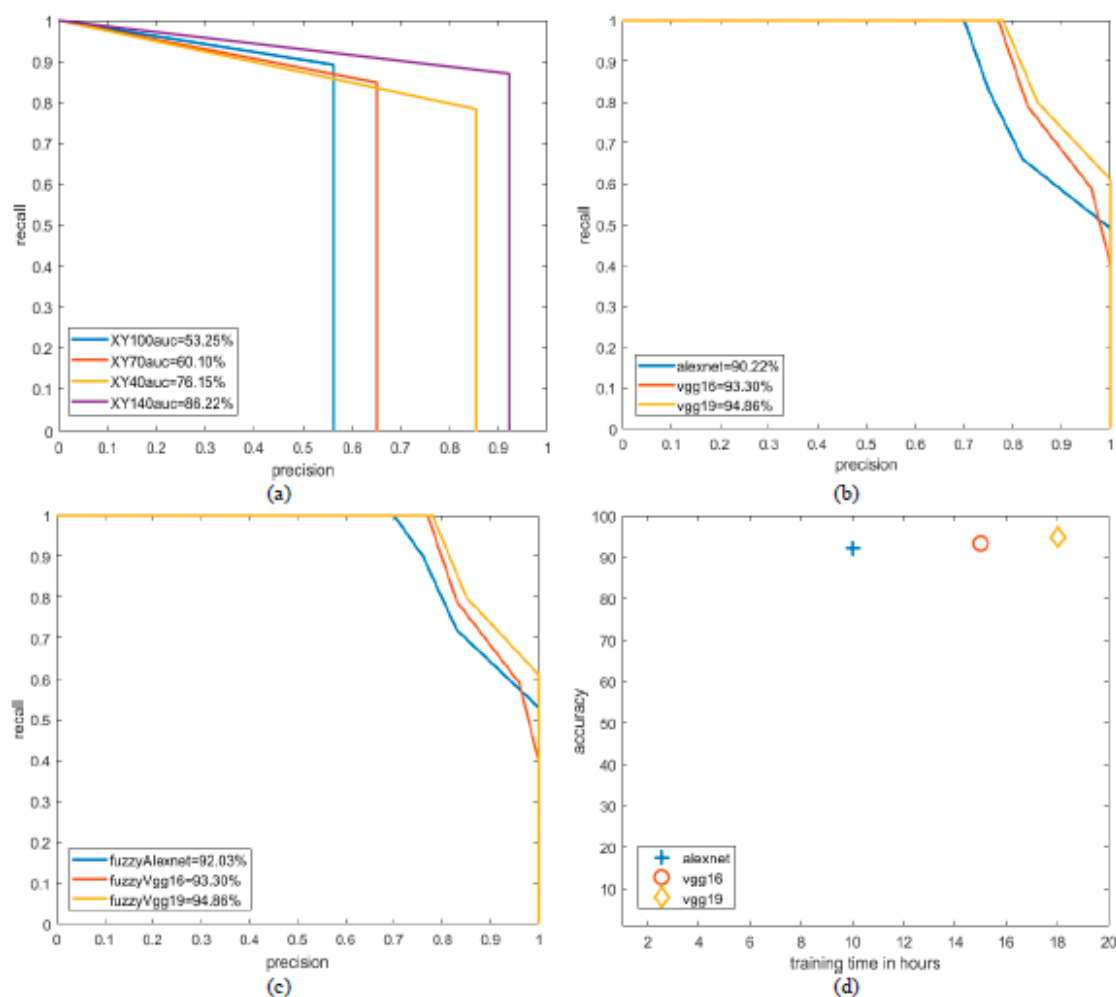 1
0.9
0.8
0.7
0.6
0.5
0.4
0.3
0.2
0.1
0
recall
XY100auc=53.25%
XY70auc=60.10%
XY40auc=76.15%
XY140auc=86.22%
0 0.1 0.2 0.3 0.4 0.5 0.6 0.7 0.8 0.9 1
precision
(a)
1
0.9
0.8
0.7
0.6
0.5
0.4
0.3
0.2
0.1
0
recall
alexnet=90.22%
vgg16=93.30%
vgg19=94.86%
0 0.1 0.2 0.3 0.4 0.5 0.6 0.7 0.8 0.9 1
precision
(b)
1
0.9
0.8
0.7
0.6
0.5
0.4
0.3
0.2
0.1
0
recall
fuzzyAlexnet=92.03%
fuzzyVgg16=93.30%
fuzzyVgg19=94.86%
0 0.1 0.2 0.3 0.4 0.5 0.6 0.7 0.8 0.9 1
precision
(c)
100
90
80
70
60
50
40
30
20
10
accuracy
alexnet
vgg16
vgg19
2 4 6 8 10 12 14 16 18 20
training time in hours
(d)